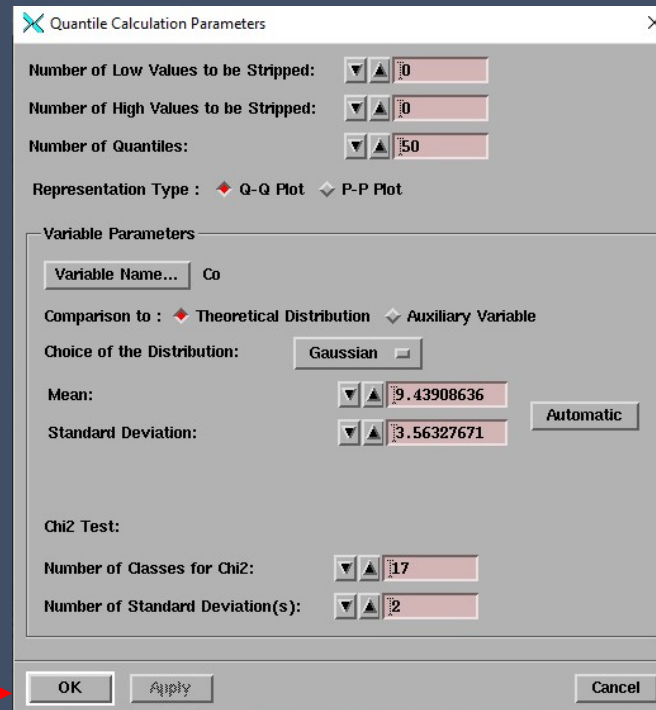 Quantile Calculation Parameters
Number of Low Values to be Stripped: 0
Number of High Values to be Stripped: 0
Number of Quantiles: 50
Representation Type : Q-Q Plot P-P Plot
Variable Parameters
Variable Name... Co
Comparison to : Theoretical Distribution Auxiliary Variable
Choice of the Distribution: Gaussian
Mean: 9.43908636
Automatic
Standard Deviation: 3.56327671
Chi2 Test:
Number of Classes for Chi2: 17
Number of Standard Deviation(s): 2
OK Apply Cancel